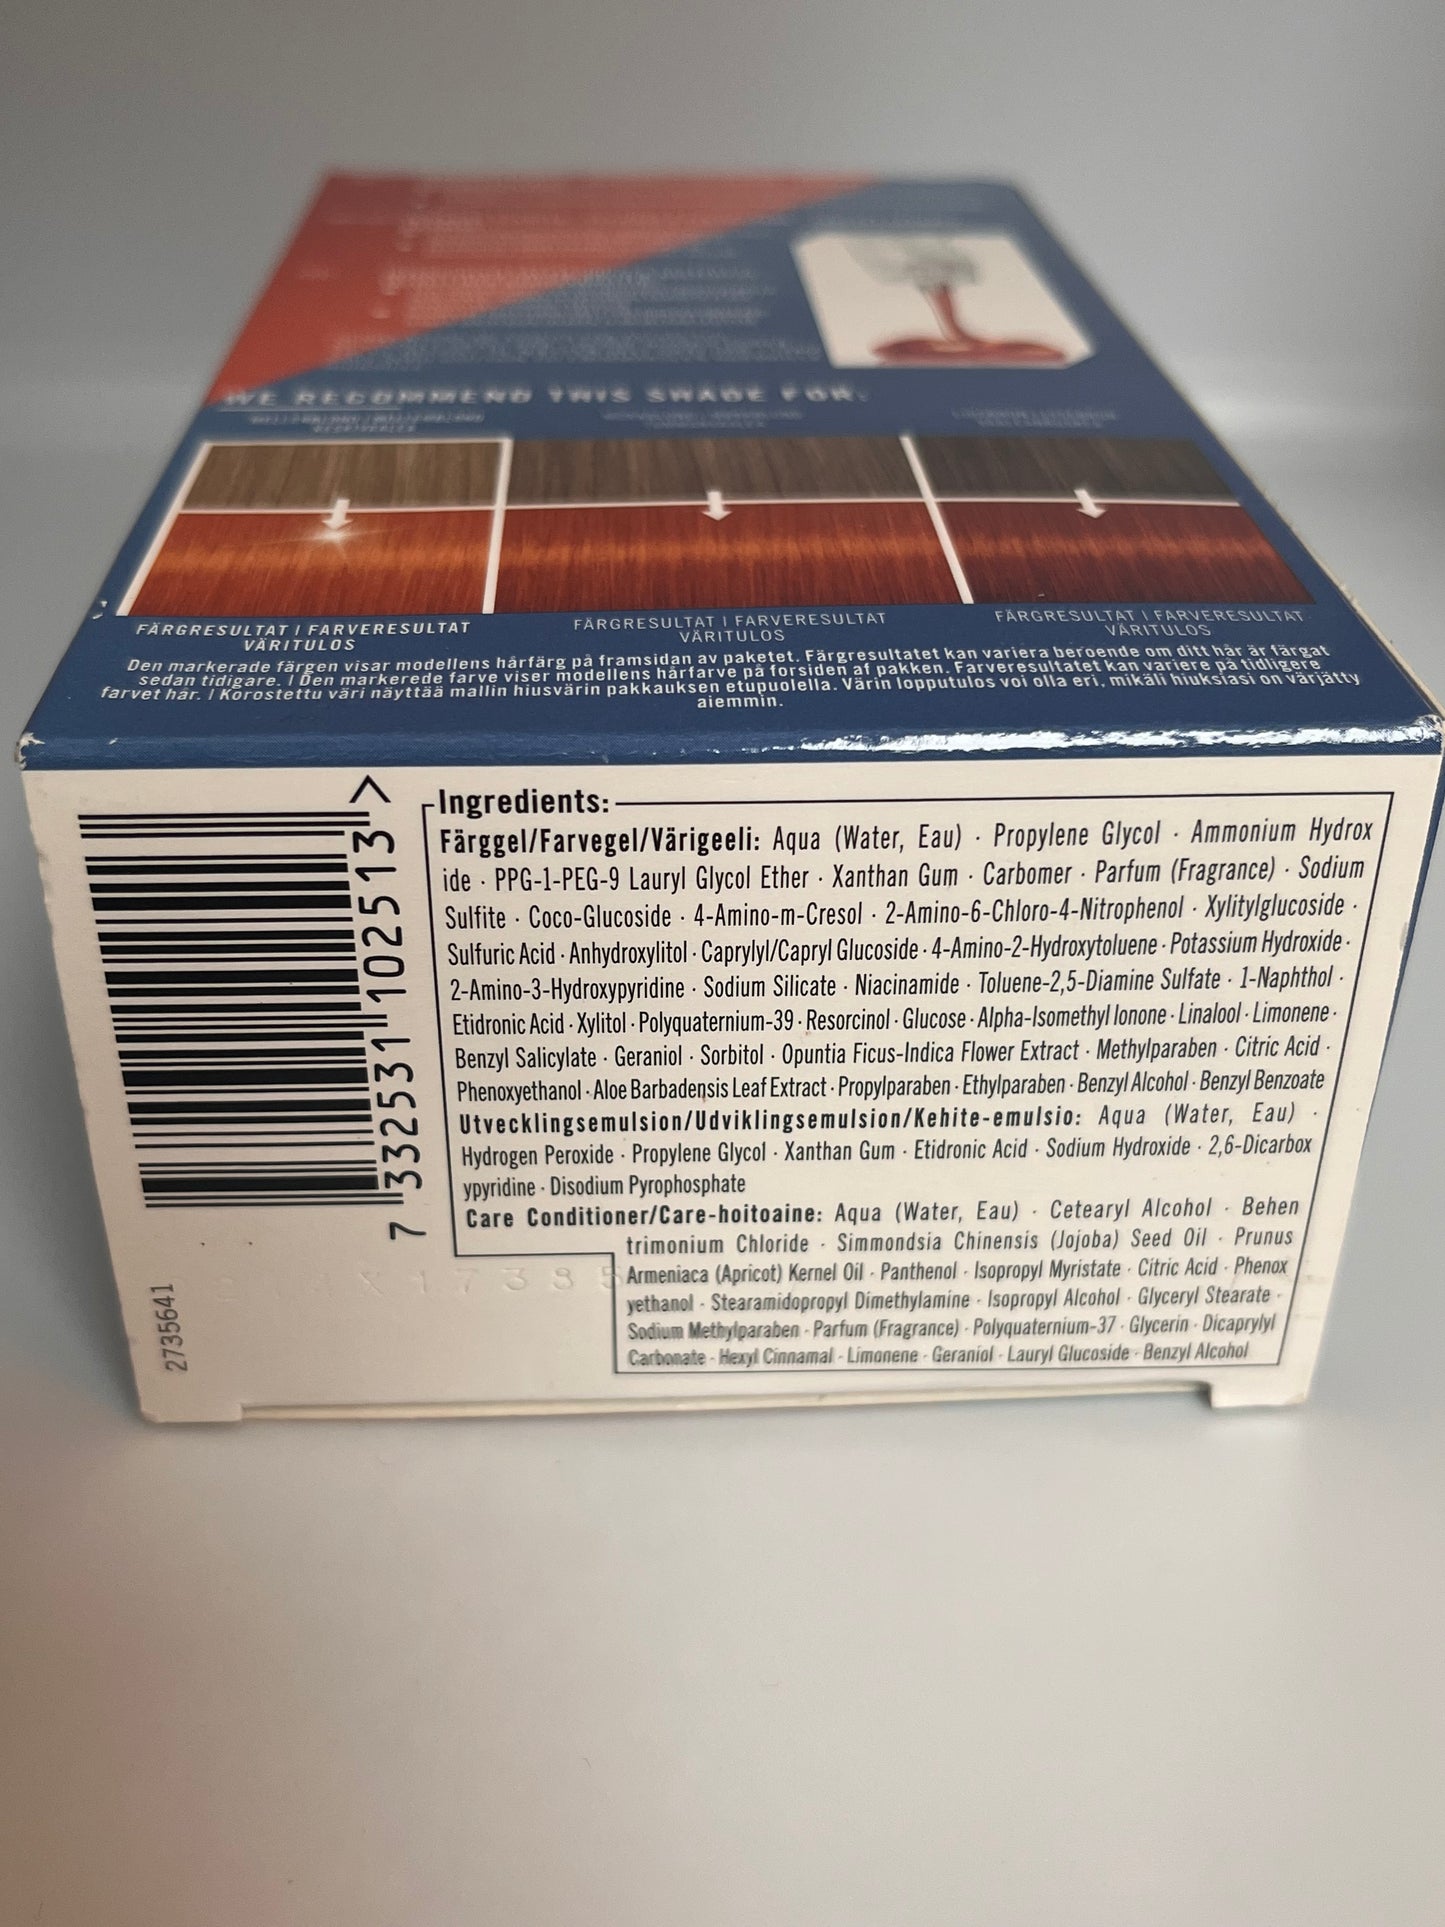 WE RECOMMEND THIS SHADE FOR:
FÄRGRESULTAT | FARVERESULTAT
VÄRITULOS
FÄRGRESULTAT | FARVERESULTAT
VÄRITULOS
FÄRGRESULTAT | FARVERESULTAT
VÄRITULOS
Den markerade färgen visar modellens hårfärg på framsidan av paketet. Färgresultatet kan variera beroende om ditt hår är färgat
sedan tidigare. | Den markerede farve viser modellens hårfarve på forsiden af pakken. Farveresultatet kan variere på tidligere
farvet hår. | Korostettu väri näyttää mallin hiusvärin pakkauksen etupuolella. Värin lopputulos voi olla eri, mikäli hiuksiasi on värjätty
aiemmin.
7 332531 102513 >
2735641
Ingredients:
Färggel/Farvegel/Värigeeli: Aqua (Water, Eau) · Propylene Glycol · Ammonium Hydrox
ide · PPG-1-PEG-9 Lauryl Glycol Ether · Xanthan Gum · Carbomer · Parfum (Fragrance) · Sodium
Sulfite · Coco-Glucoside · 4-Amino-m-Cresol · 2-Amino-6-Chloro-4-Nitrophenol · Xylitylglucoside ·
Sulfuric Acid · Anhydroxylitol · Caprylyl/Capryl Glucoside · 4-Amino-2-Hydroxytoluene · Potassium Hydroxide ·
2-Amino-3-Hydroxypyridine · Sodium Silicate · Niacinamide · Toluene-2,5-Diamine Sulfate · 1-Naphthol ·
Etidronic Acid · Xylitol · Polyquaternium-39 · Resorcinol · Glucose · Alpha-Isomethyl Ionone · Linalool · Limonene ·
Benzyl Salicylate · Geraniol · Sorbitol · Opuntia Ficus-Indica Flower Extract · Methylparaben · Citric Acid ·
Phenoxyethanol · Aloe Barbadensis Leaf Extract · Propylparaben · Ethylparaben · Benzyl Alcohol · Benzyl Benzoate
Utvecklingsemulsion/Udviklingsemulsion/Kehite-emulsio: Aqua (Water, Eau) ·
Hydrogen Peroxide · Propylene Glycol · Xanthan Gum · Etidronic Acid · Sodium Hydroxide · 2,6-Dicarbox
ypyridine · Disodium Pyrophosphate
Care Conditioner/Care-hoitoaine: Aqua (Water, Eau) · Cetearyl Alcohol · Behen
trimonium Chloride · Simmondsia Chinensis (Jojoba) Seed Oil · Prunus
Armeniaca (Apricot) Kernel Oil · Panthenol · Isopropyl Myristate · Citric Acid · Phenox
yethanol · Stearamidopropyl Dimethylamine · Isopropyl Alcohol · Glyceryl Stearate ·
Sodium Methylparaben · Parfum (Fragrance) · Polyquaternium-37 · Glycerin · Dicaprylyl
Carbonate · Hexyl Cinnamal · Limonene · Geraniol · Lauryl Glucoside · Benzyl Alcohol